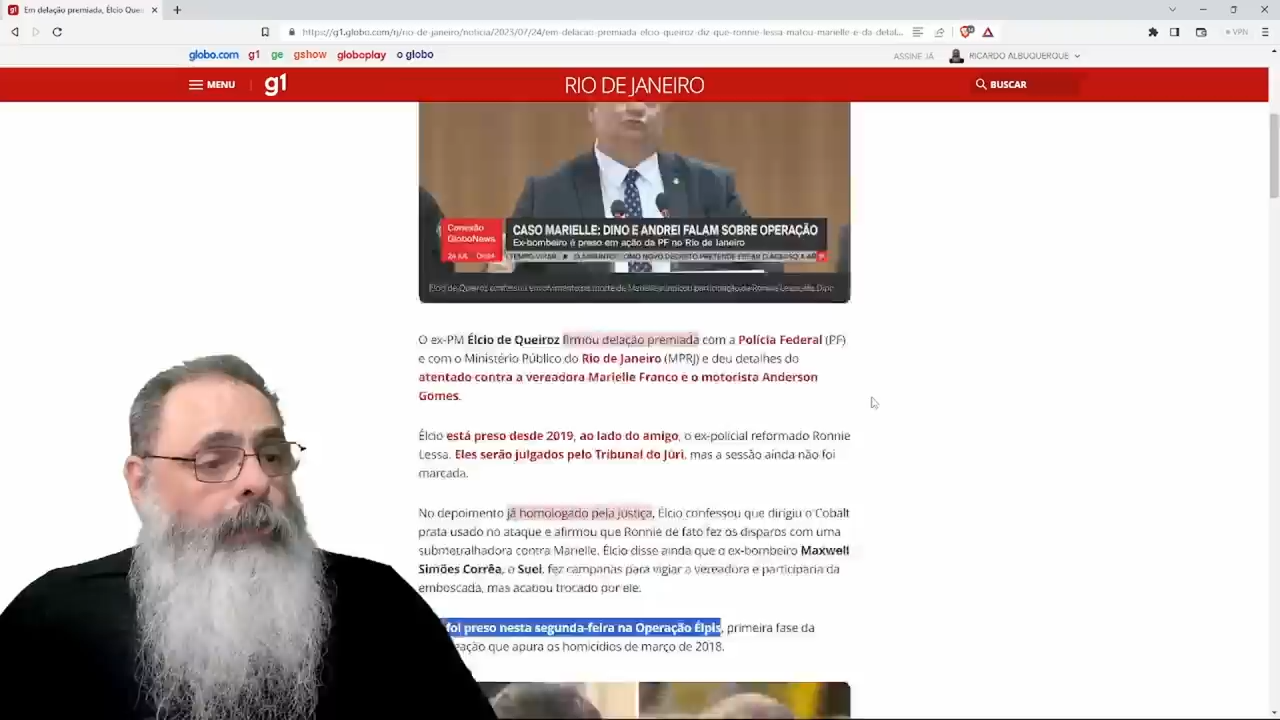 Em delação premiada, Élcio Que
https://g1.globo.com/rj/rio-de-janeiro/noticia/2023/07/24/em-delacao-premiada-elcio-queiroz-diz-que-ronnie-lessa-matou-marielle-e-da-detal...
VPN
globo.com g1 ge gshow globoplay o globo
ASSINE JÁ
RICARDO ALBUQUERQUE
MENU
g1
RIO DE JANEIRO
BUSCAR
Conexão
GloboNews
24 JUL
CASO MARIELLE: DINO E ANDREI FALAM SOBRE OPERAÇÃO
Ex-bombeiro é preso em ação da PF no Rio de Janeiro
O ex-PM Élcio de Queiroz firmou delação premiada com a Polícia Federal (PF)
e com o Ministério Público do Rio de Janeiro (MPRJ) e deu detalhes do
atentado contra a vereadora Marielle Franco e o motorista Anderson
Gomes.
Élcio está preso desde 2019, ao lado do amigo, o ex-policial reformado Ronnie
Lessa. Eles serão julgados pelo Tribunal do Júri, mas a sessão ainda não foi
marcada.
No depoimento já homologado pela Justiça, Élcio confessou que dirigiu o Cobalt
prata usado no ataque e afirmou que Ronnie de fato fez os disparos com uma
submetralhadora contra Marielle. Élcio disse ainda que o ex-bombeiro Maxwell
Simões Corrêa, o Suel, fez campanas para vigiar a vereadora e participaria da
emboscada, mas acabou trocado por ele.
foi preso nesta segunda-feira na Operação Élpis, primeira fase da
que apura os homicídios de março de 2018.